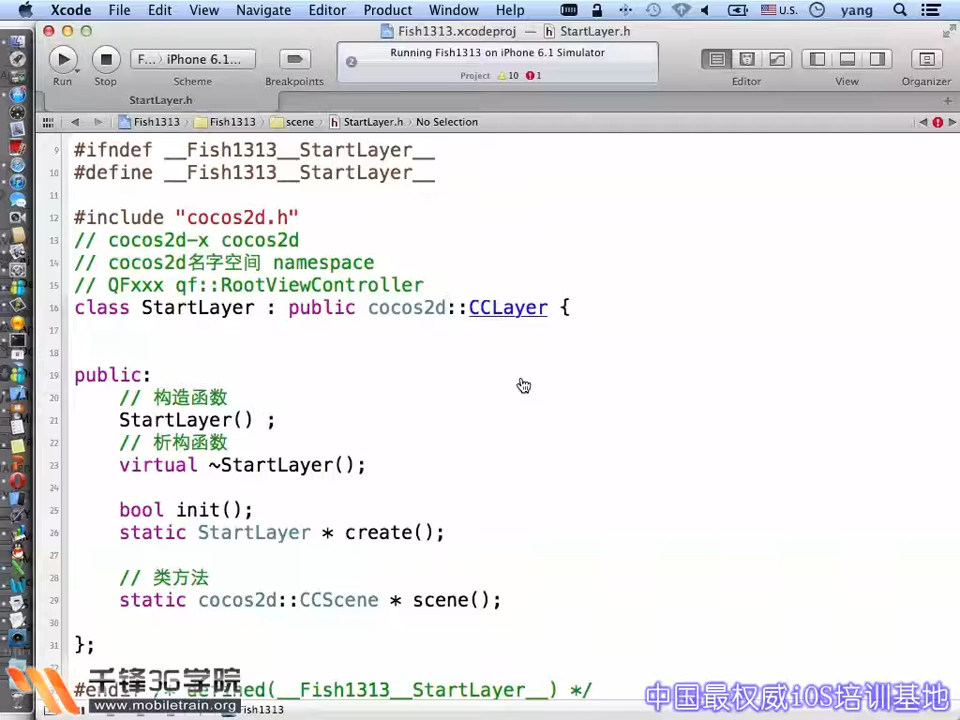 Xcode File Edit View Navigate Editor Product Window Help U.S. yang
Fish1313.xcodeproj — StartLayer.h
Run Stop F... iPhone 6.1... Scheme Breakpoints
Running Fish1313 on iPhone 6.1 Simulator
2 Project 10 1
Editor View Organizer
StartLayer.h
Fish1313 Fish1313 scene StartLayer.h No Selection
9 #ifndef __Fish1313__StartLayer__
10 #define __Fish1313__StartLayer__
11
12 #include "cocos2d.h"
13 // cocos2d-x cocos2d
14 // cocos2d名字空间 namespace
15 // QFxxx qf::RootViewController
16 class StartLayer : public cocos2d::CCLayer {
17
18
19 public:
20 // 构造函数
21 StartLayer() ;
22 // 析构函数
23 virtual ~StartLayer();
24
25 bool init();
26 static StartLayer * create();
27
28 // 类方法
29 static cocos2d::CCScene * scene();
30
31 };
#endif /* defined(__Fish1313__StartLayer__) */
千锋3G学院
www.mobiletrain.org
中国最权威iOS培训基地